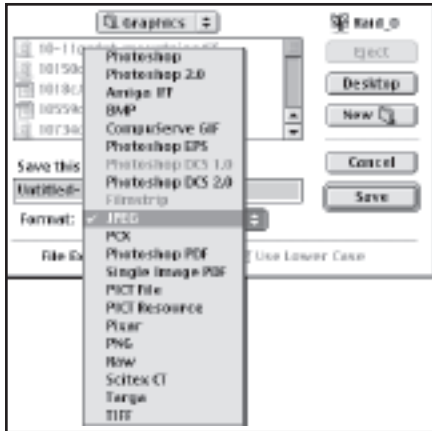 Graphics
Raid_0
Eject
Desktop
New
Cancel
Save
Save this
Untitled-
Format:
File Ex
Use Lower Case
Photoshop
Photoshop 2.0
Amiga IFF
BMP
CompuServe GIF
Photoshop EPS
Photoshop DCS 1.0
Photoshop DCS 2.0
Filmstrip
✓ JPEG
PCX
Photoshop PDF
Single Image PDF
PICT File
PICT Resource
Pixar
PNG
Raw
Scitex CT
Targa
TIFF